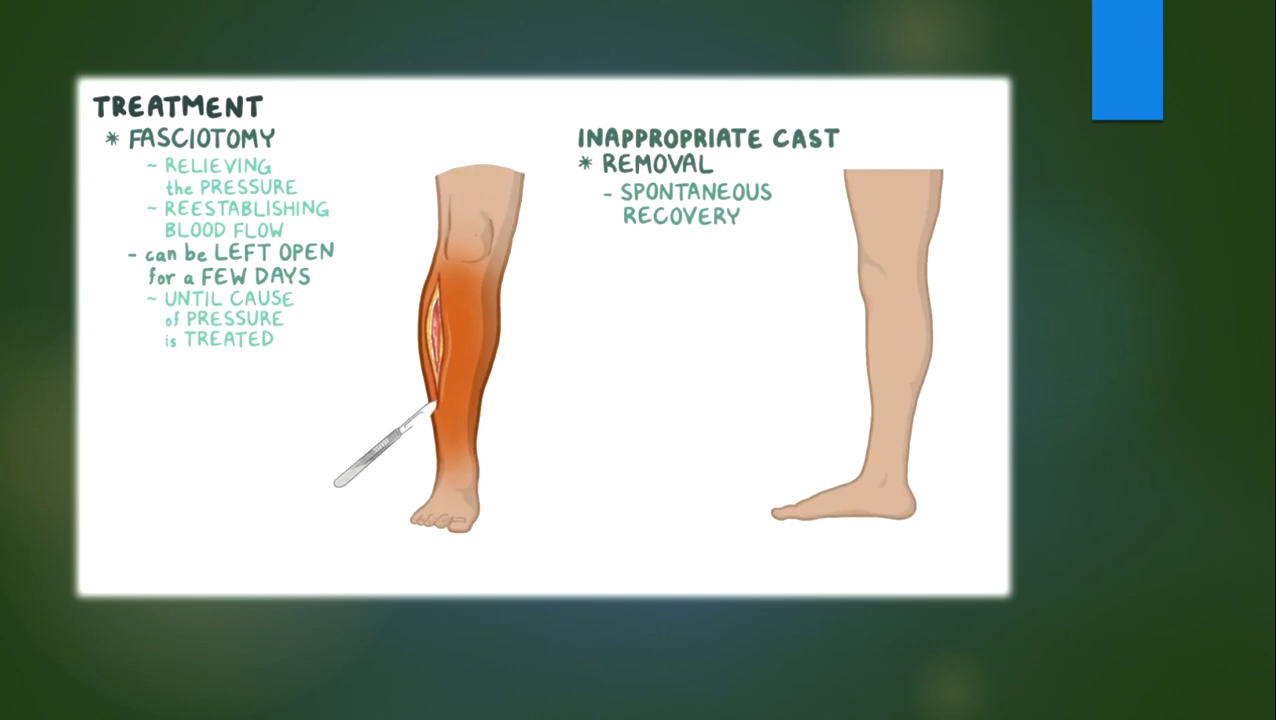 TREATMENT
* FASCIOTOMY
~ RELIEVING
the PRESSURE
~ REESTABLISHING
BLOOD FLOW
- can be LEFT OPEN
for a FEW DAYS
~ UNTIL CAUSE
of PRESSURE
is TREATED
INAPPROPRIATE CAST
* REMOVAL
- SPONTANEOUS
RECOVERY